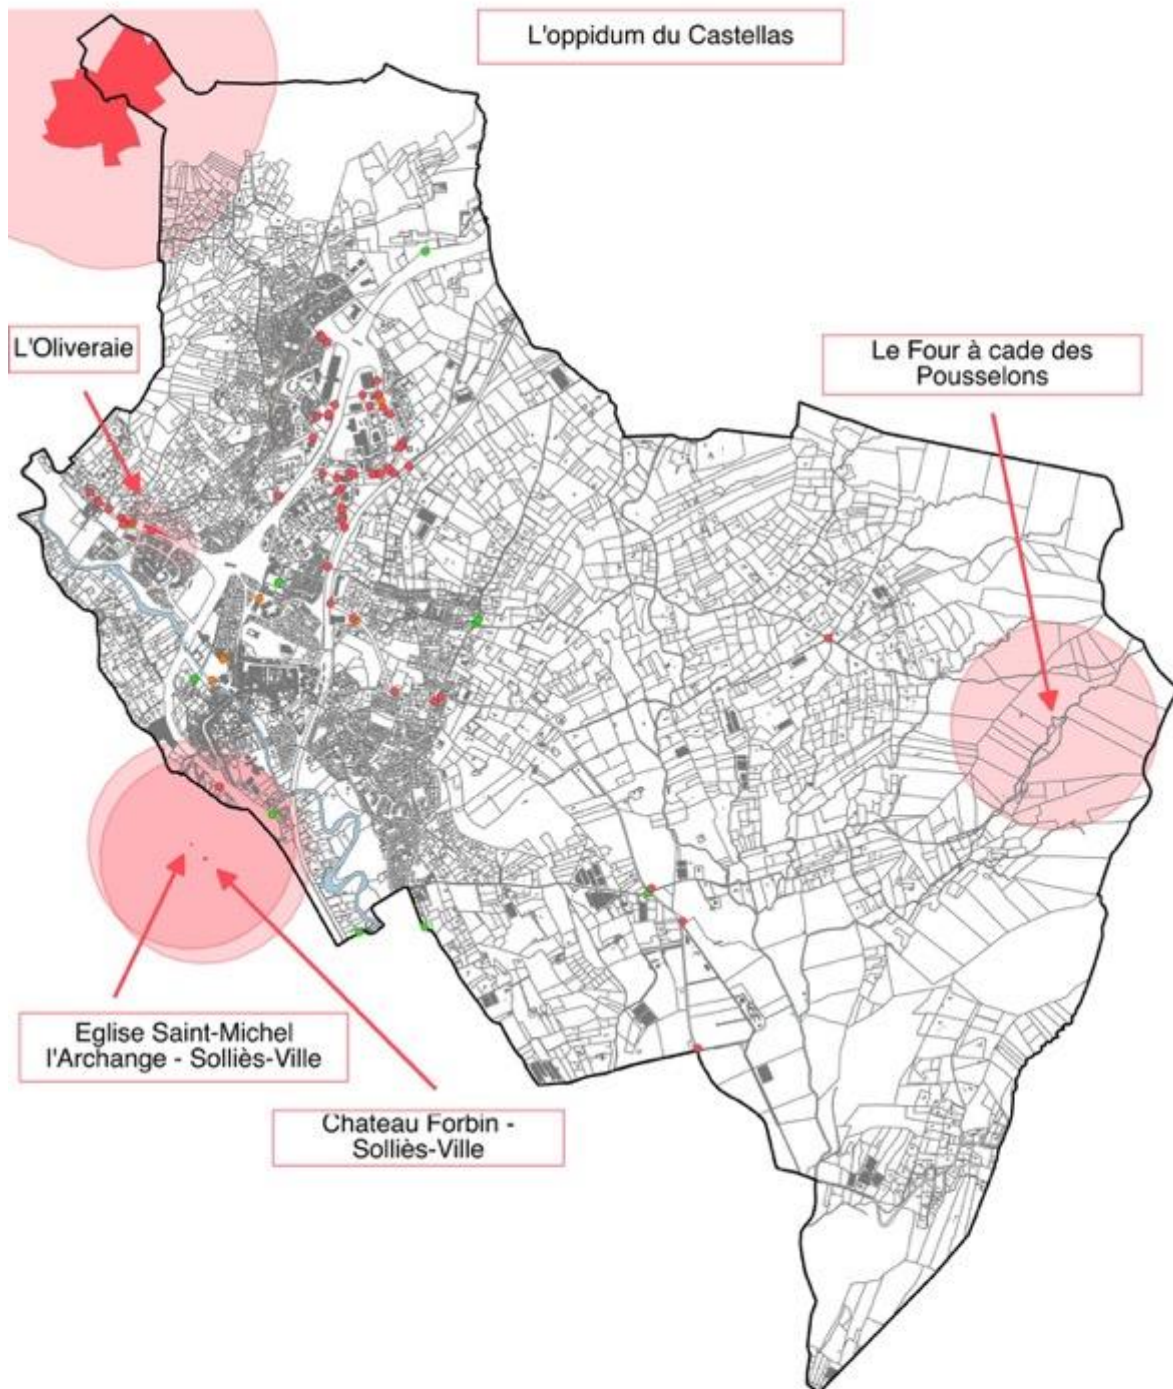 L'oppidum du Castellas
L'Oliveraie
Le Four à cade des
Pousselons
Eglise Saint-Michel
l'Archange - Solliès-Ville
Chateau Forbin -
Solliès-Ville